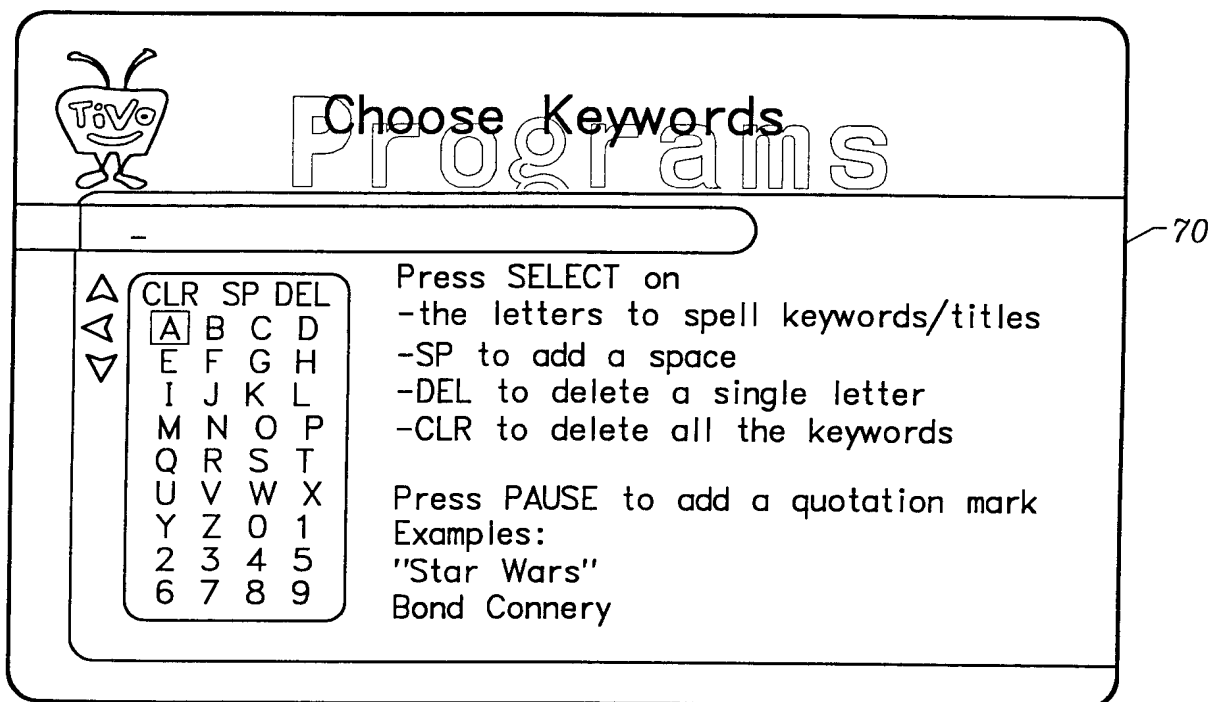 TiVo
Choose Keywords
Programs
70
CLR SP DEL
A B C D
E F G H
I J K L
M N O P
Q R S T
U V W X
Y Z 0 1
2 3 4 5
6 7 8 9
Press SELECT on
-the letters to spell keywords/titles
-SP to add a space
-DEL to delete a single letter
-CLR to delete all the keywords
Press PAUSE to add a quotation mark
Examples:
"Star Wars"
Bond Connery